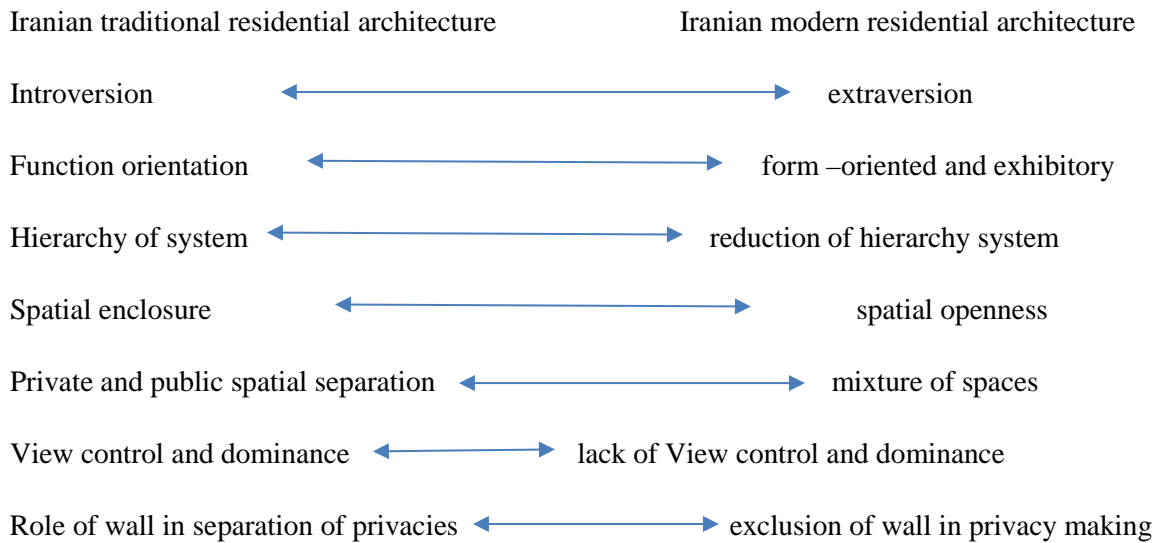 Iranian traditional residential architecture Iranian modern residential architecture
Introversion extraversion
Function orientation form –oriented and exhibitory
Hierarchy of system reduction of hierarchy system
Spatial enclosure spatial openness
Private and public spatial separation mixture of spaces
View control and dominance lack of View control and dominance
Role of wall in separation of privacies exclusion of wall in privacy making